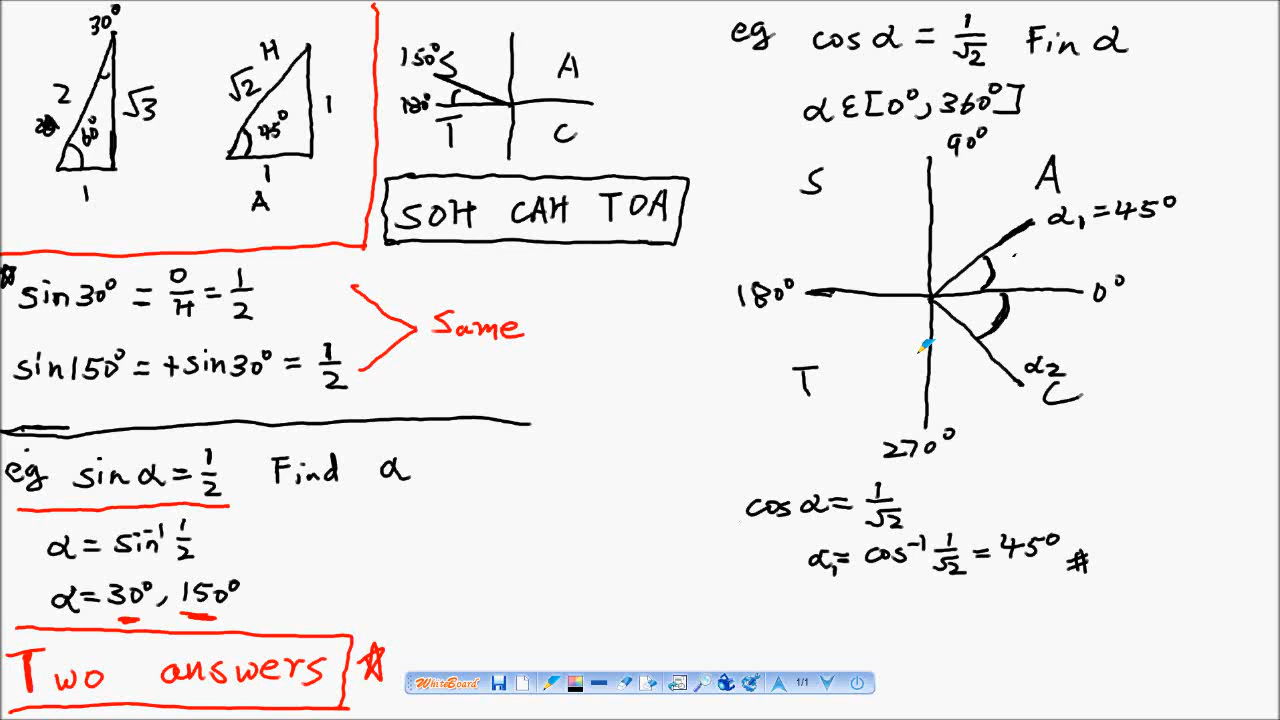 30°
2
60°
√3
1
H
√2
45°
1
1
A
150° S
A
180°
T
C
SOH CAH TOA
sin30° = O/H = 1/2
sin150° = +sin30° = 1/2
Same
eg sin α = 1/2 Find α
α = sin⁻¹ 1/2
α = 30°, 150°
Two answers
eg cos α = 1/√2 Fin α
α ε [0°, 360°]
90°
S
A
α₁ = 45°
180°
0°
T
α2
C
270°
cos α = 1/√2
α₁ = cos⁻¹ 1/√2 = 45° #
WhiteBoard
1/1